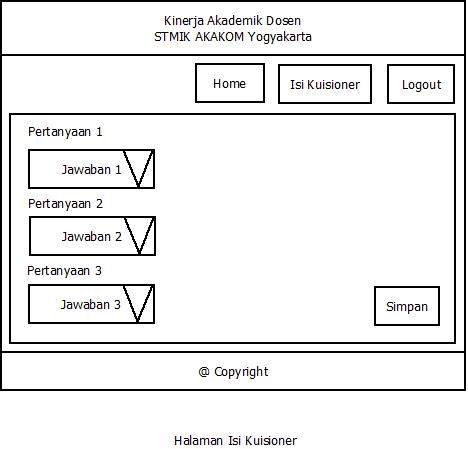 Kinerja Akademik Dosen
STMIK AKAKOM Yogyakarta
Home
Isi Kuisioner
Logout
Pertanyaan 1
Jawaban 1
Pertanyaan 2
Jawaban 2
Pertanyaan 3
Jawaban 3
Simpan
@ Copyright
Halaman Isi Kuisioner